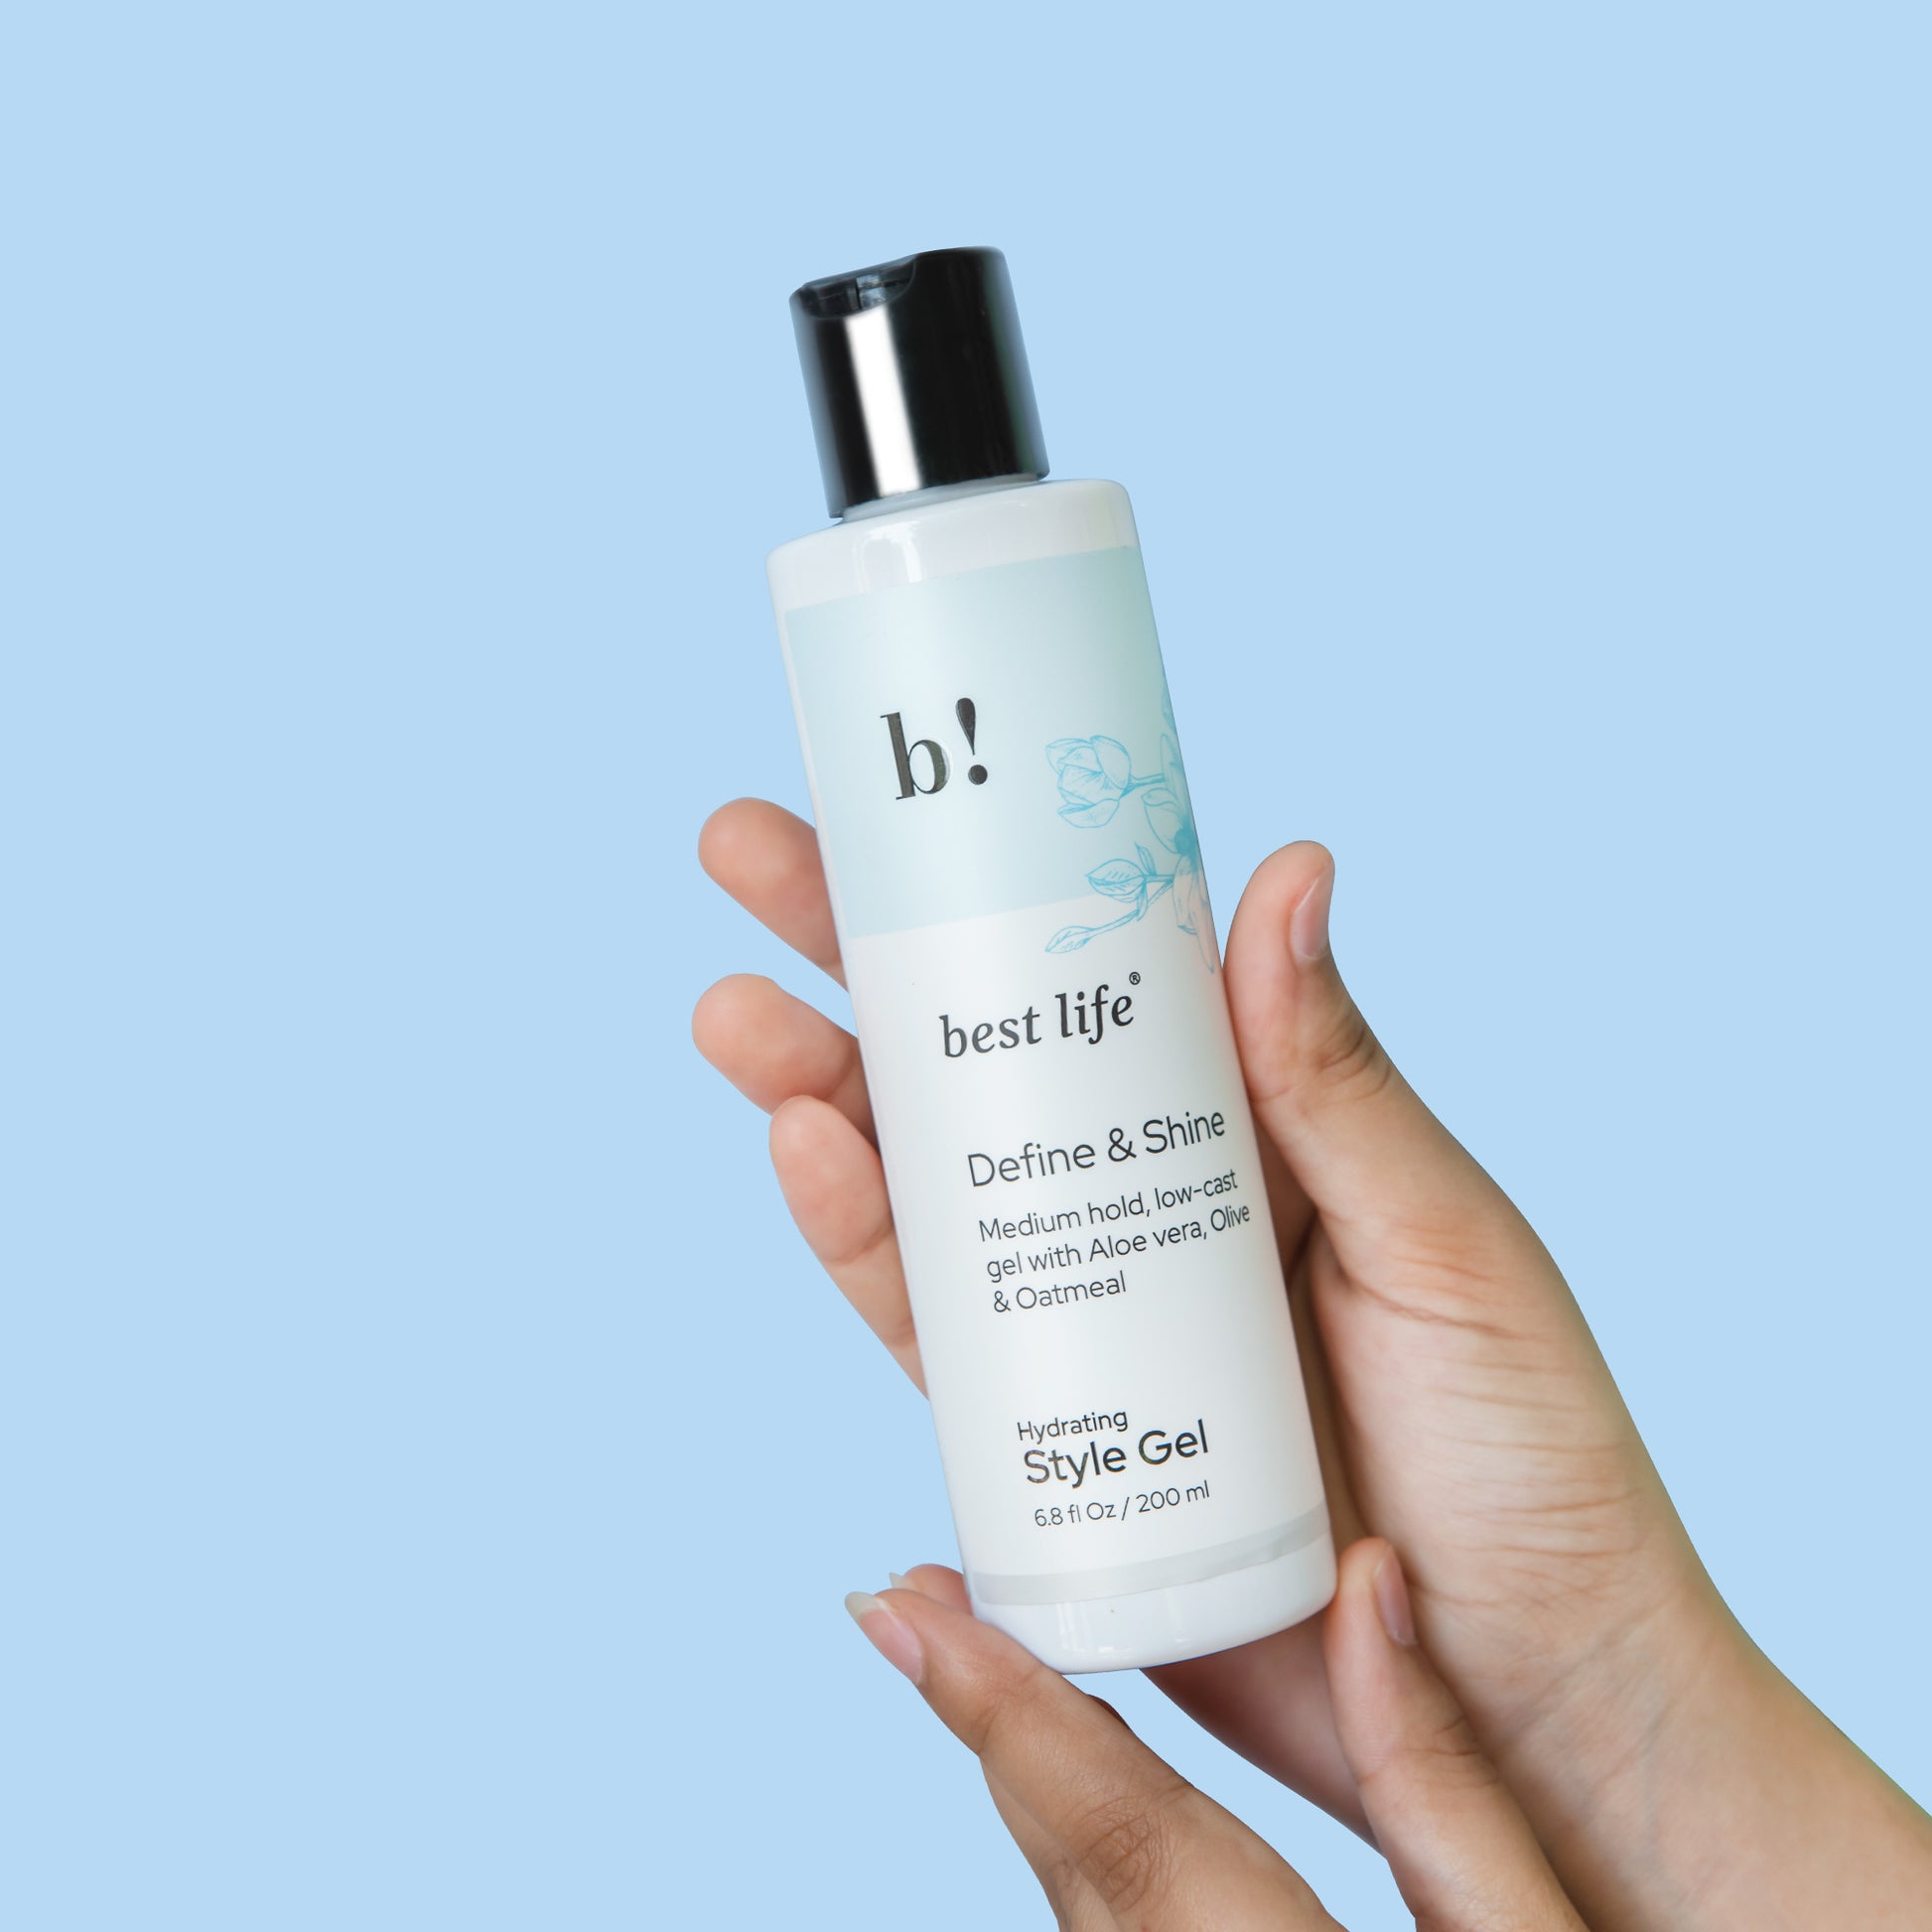 b!
best life®
Define & Shine
Medium hold, low-cast
gel with Aloe vera, Olive
& Oatmeal
Hydrating
Style Gel
6.8 fl Oz / 200 ml